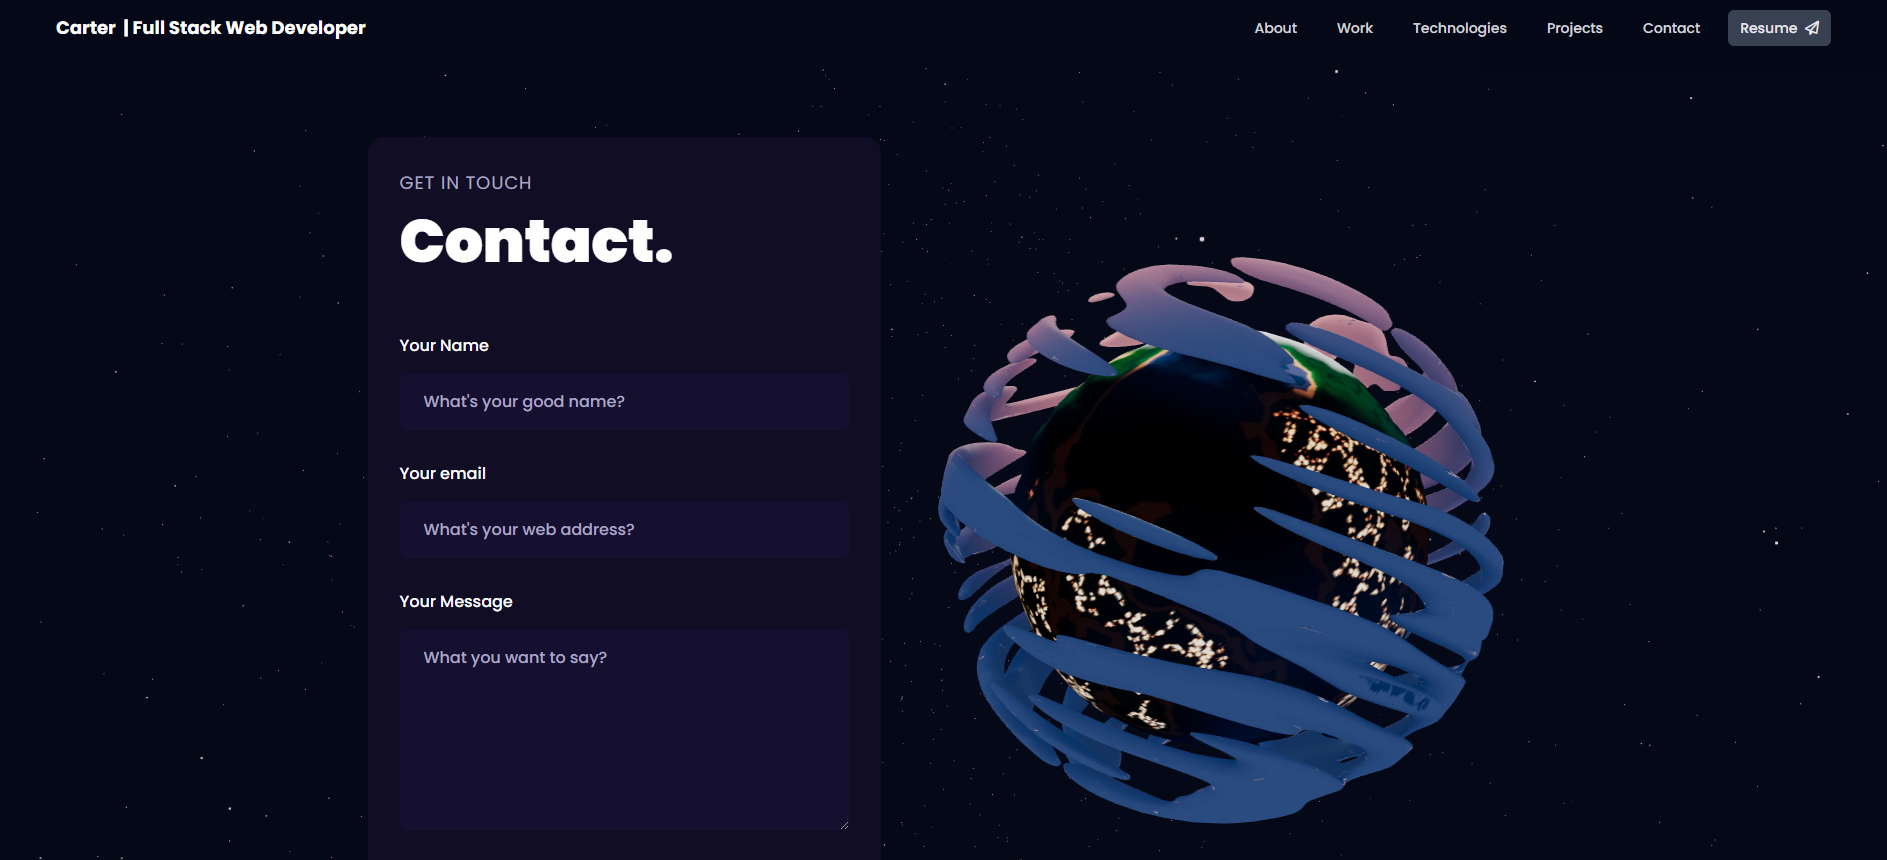 Carter | Full Stack Web Developer
About Work Technologies Projects Contact Resume
GET IN TOUCH
Contact.
Your Name
What's your good name?
Your email
What's your web address?
Your Message
What you want to say?